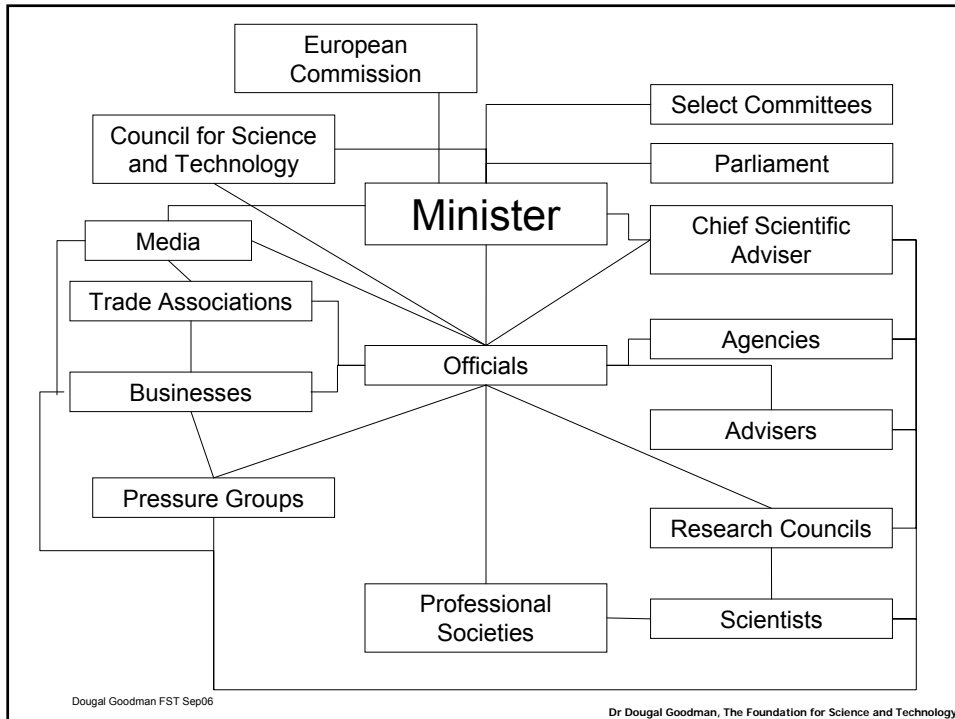 European
Commission
Select Committees
Council for Science
and Technology
Parliament
Minister
Chief Scientific
Adviser
Media
Trade Associations
Agencies
Officials
Businesses
Advisers
Pressure Groups
Research Councils
Professional
Societies
Scientists
Dougal Goodman FST Sep06
Dr Dougal Goodman, The Foundation for Science and Technology